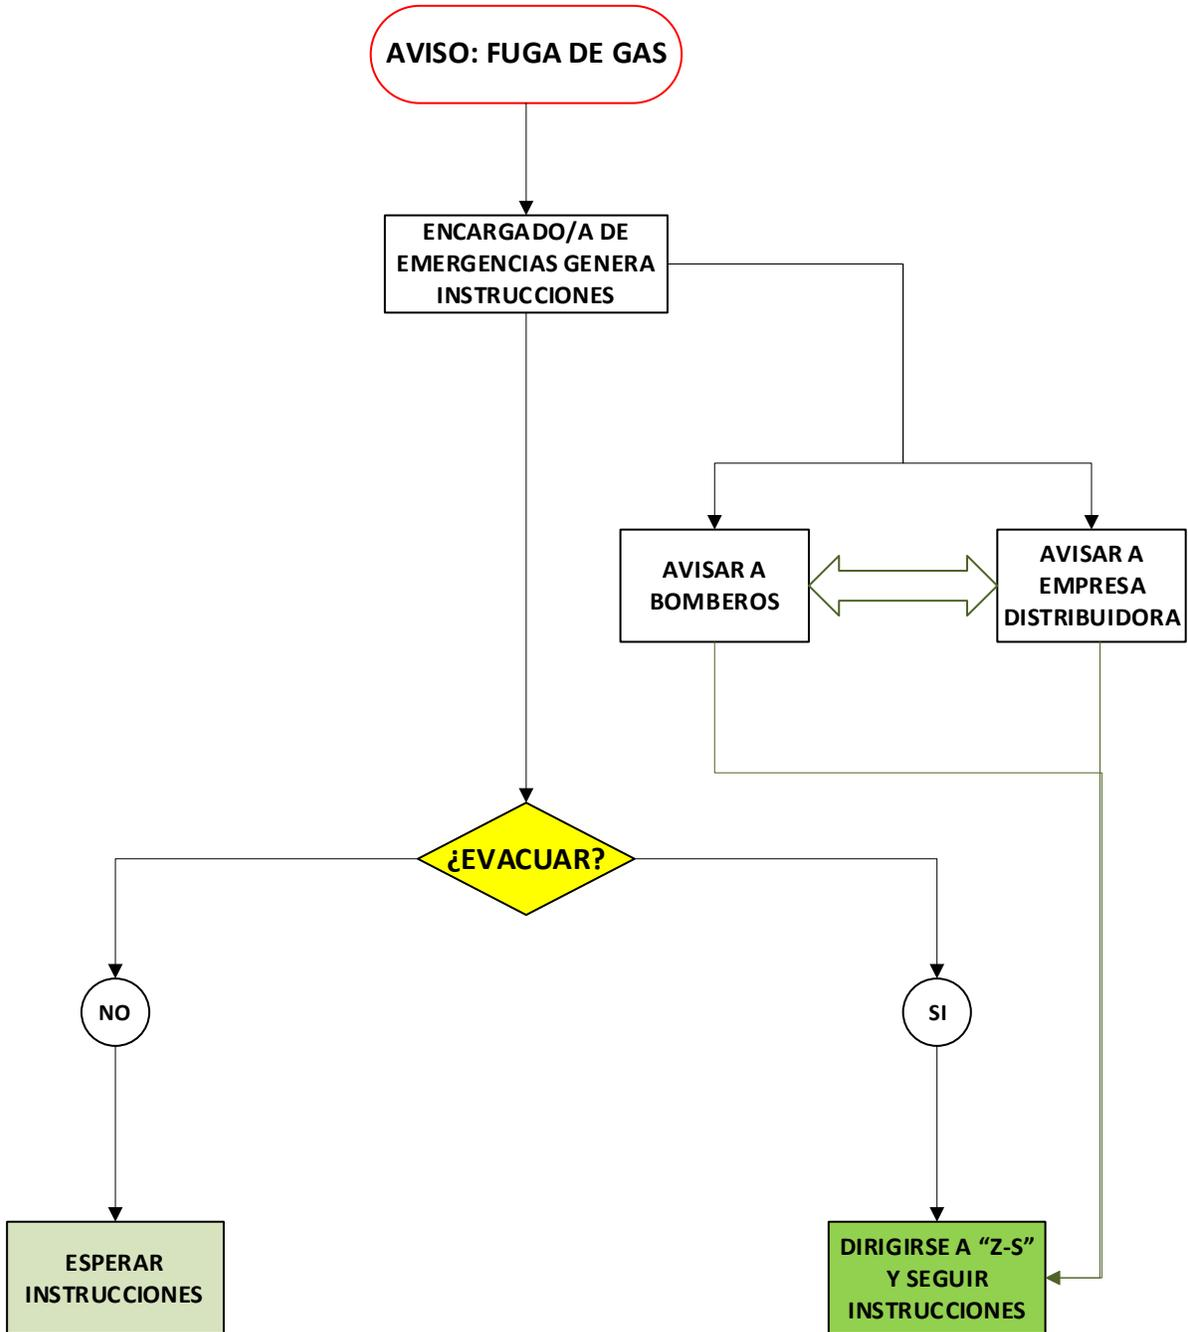 AVISO: FUGA DE GAS
ENCARGADO/A DE
EMERGENCIAS GENERA
INSTRUCCIONES
AVISAR A
BOMBEROS
AVISAR A
EMPRESA
DISTRIBUIDORA
¿EVACUAR?
NO
SI
ESPERAR
INSTRUCCIONES
DIRIGIRSE A “Z-S”
Y SEGUIR
INSTRUCCIONES